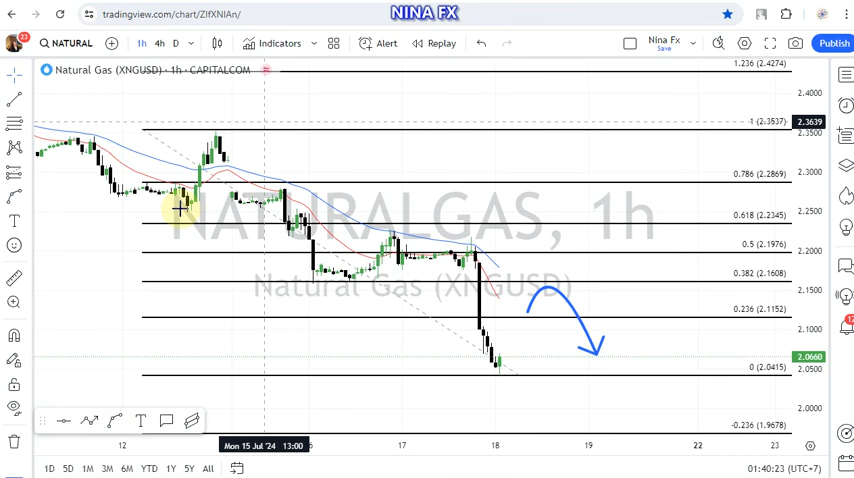 NINA FX
tradingview.com/chart/ZIfXNIAn/
23
NATURAL
1h 4h D
Indicators
Alert
Replay
Nina Fx
Save
Publish
Natural Gas (XNGUSD) · 1h · CAPITALCOM
NATURALGAS, 1h
Natural Gas (XNGUSD)
1.236 (2.4274)
1 (2.3537)
0.786 (2.2869)
0.618 (2.2345)
0.5 (2.1976)
0.382 (2.1608)
0.236 (2.1152)
0 (2.0415)
-0.236 (1.9678)
2.4000
2.3639
2.3500
2.3000
2.2500
2.2000
2.1500
2.1000
2.0660
2.0500
2.0000
12
Mon 15 Jul '24 13:00
6
17
18
19
22
23
1D 5D 1M 3M 6M YTD 1Y 5Y All
01:40:23 (UTC+7)